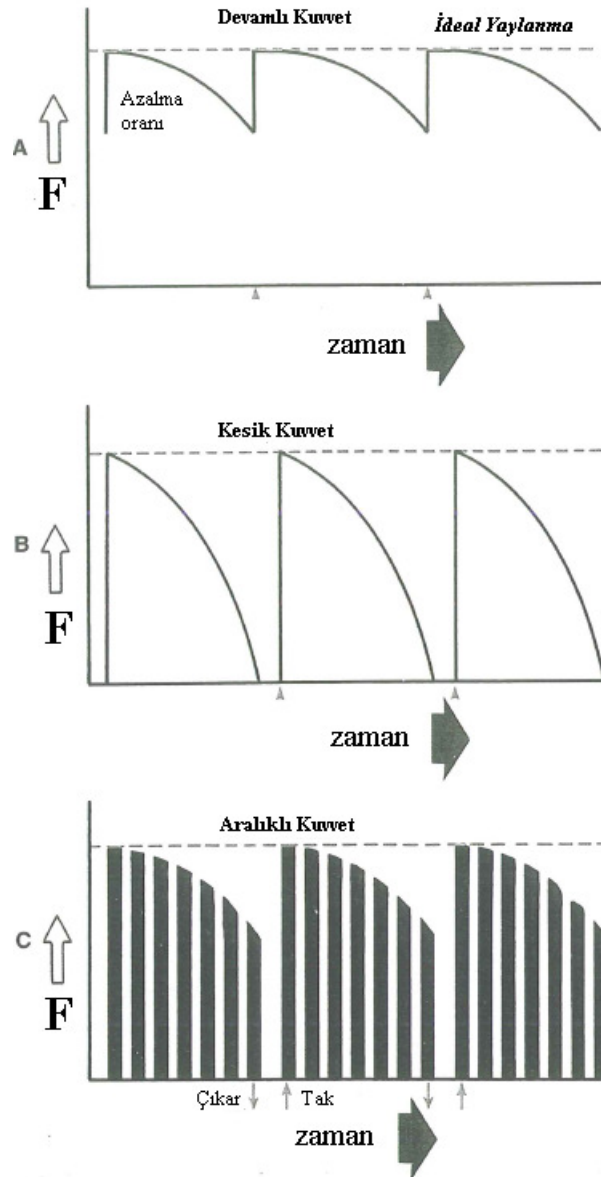 Devamlı Kuvvet
İdeal Yaylanma
Azalma
oranı
A
F
zaman
Kesik Kuvvet
B
F
zaman
Aralıklı Kuvvet
C
F
Çıkar
Tak
zaman